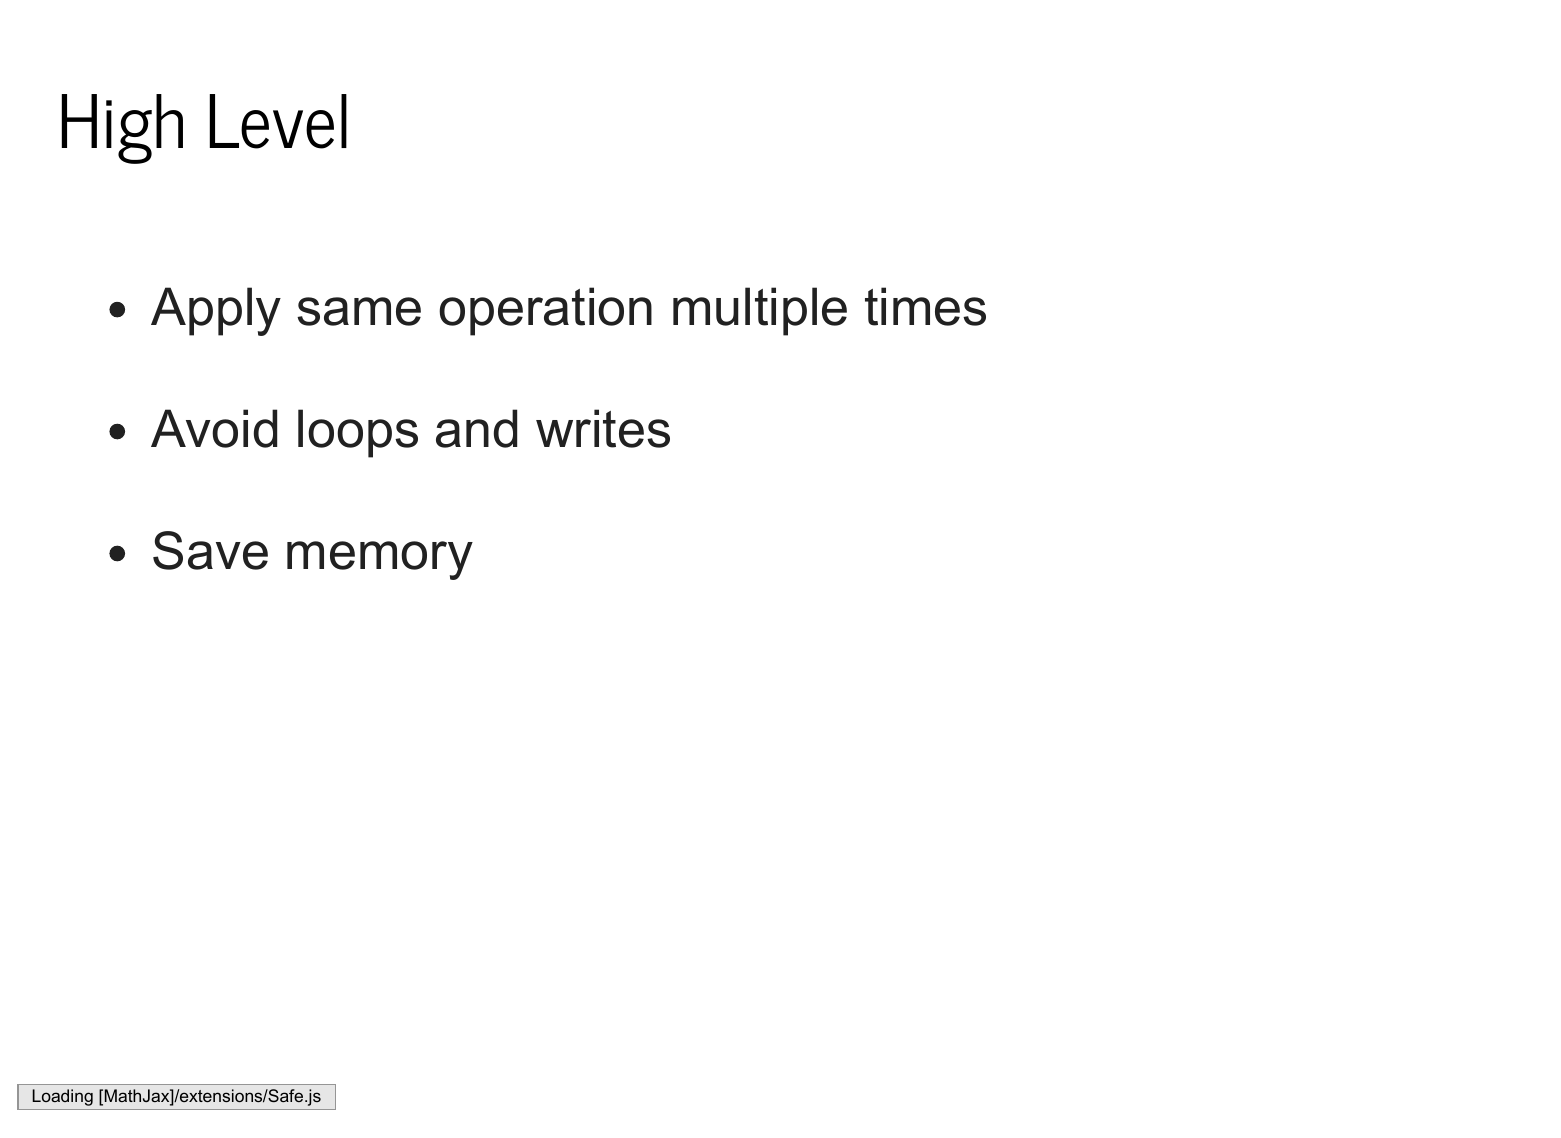 High Level
• Apply same operation multiple times
• Avoid loops and writes
• Save memory
Loading [MathJax]/extensions/Safe.js